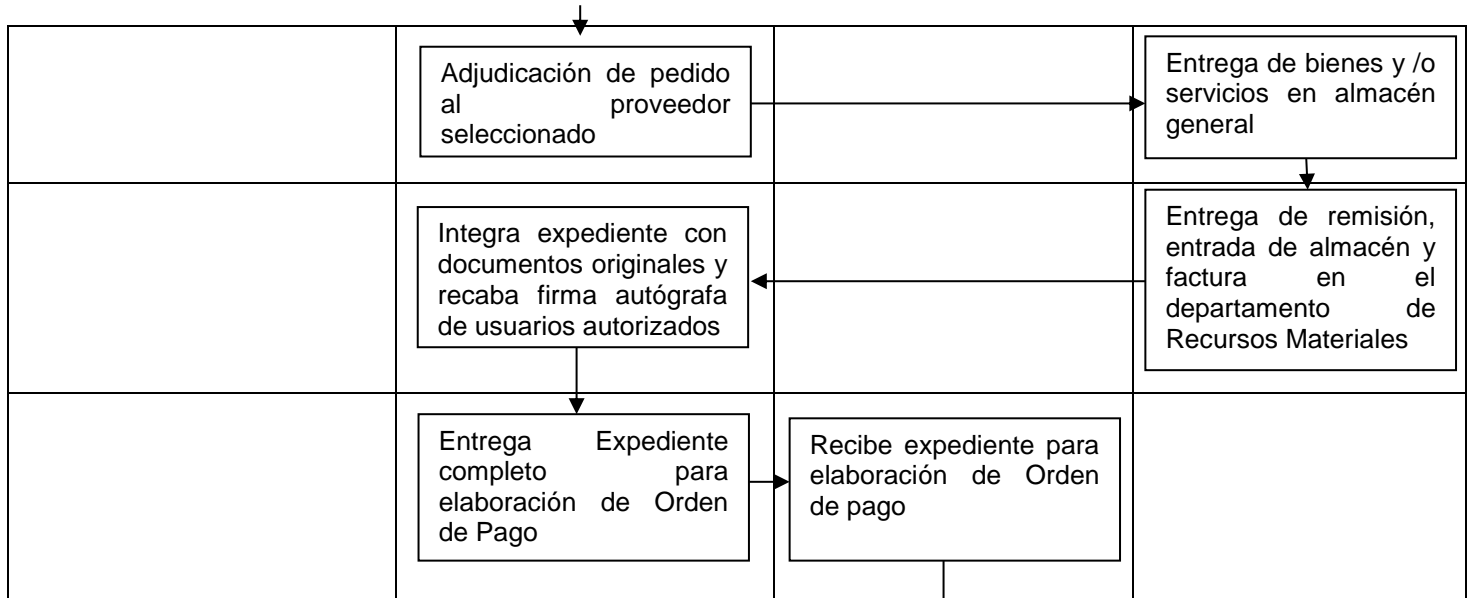 Adjudicación de pedido
al proveedor
seleccionado
Entrega de bienes y /o
servicios en almacén
general
Integra expediente con
documentos originales y
recaba firma autógrafa
de usuarios autorizados
Entrega de remisión,
entrada de almacén y
factura en el
departamento de
Recursos Materiales
Entrega Expediente
completo para
elaboración de Orden
de Pago
Recibe expediente para
elaboración de Orden
de pago